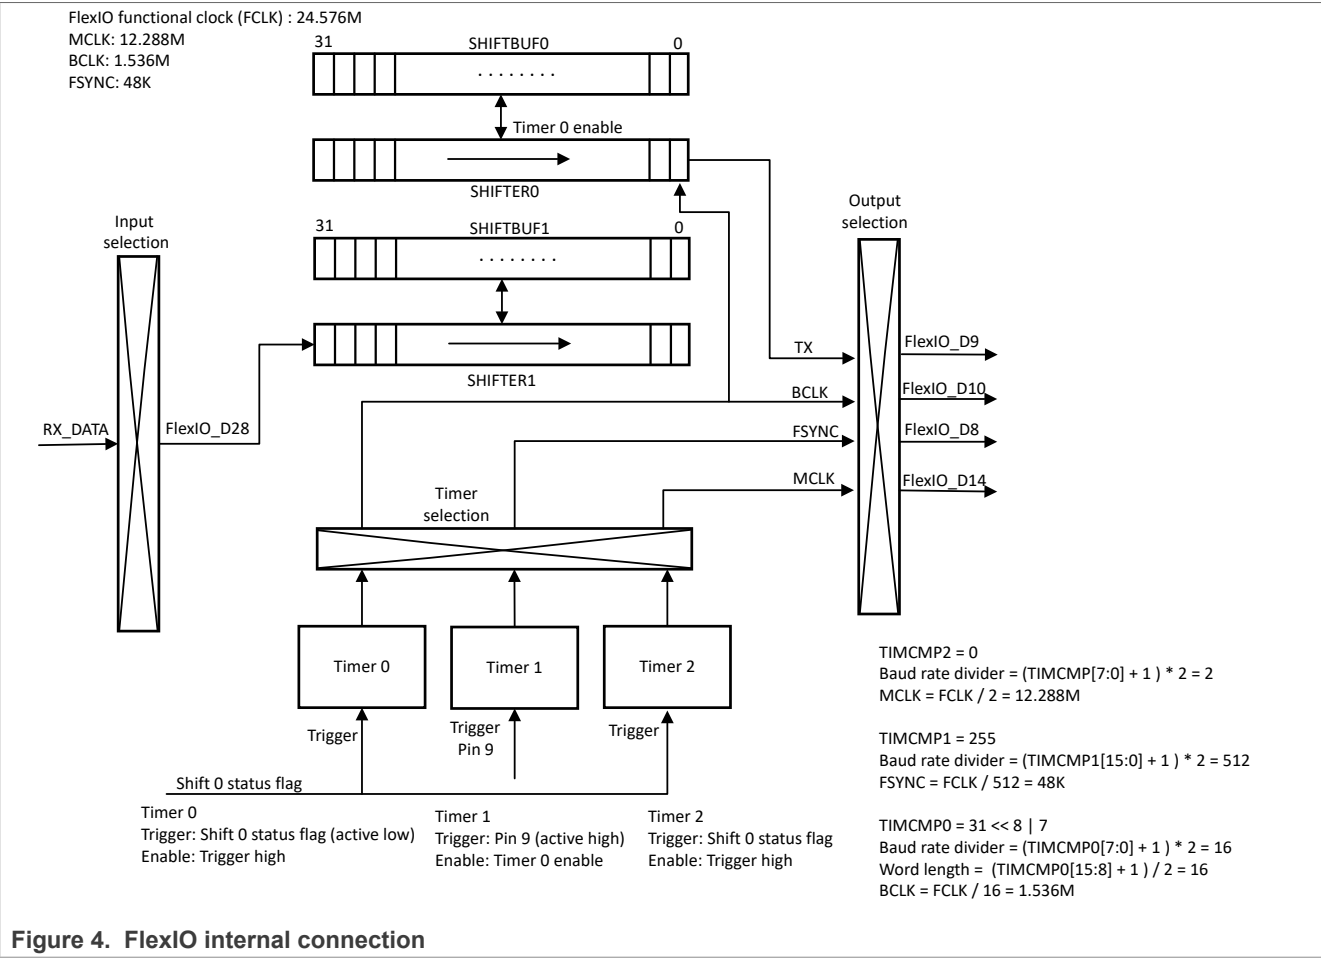 FlexIO functional clock (FCLK) : 24.576M
MCLK: 12.288M
BCLK: 1.536M
FSYNC: 48K
31 SHIFTBUF0 0
. . . . . . . .
Timer 0 enable
SHIFTER0
31 SHIFTBUF1 0
. . . . . . . .
SHIFTER1
Input
selection
RX_DATA
FlexIO_D28
Output
selection
TX
BCLK
FSYNC
MCLK
FlexIO_D9
FlexIO_D10
FlexIO_D8
FlexIO_D14
Timer
selection
Timer 0
Timer 1
Timer 2
Trigger
Trigger
Pin 9
Trigger
Shift 0 status flag
Timer 0
Trigger: Shift 0 status flag (active low)
Enable: Trigger high
Timer 1
Trigger: Pin 9 (active high)
Enable: Timer 0 enable
Timer 2
Trigger: Shift 0 status flag
Enable: Trigger high
TIMCMP2 = 0
Baud rate divider = (TIMCMP[7:0] + 1 ) * 2 = 2
MCLK = FCLK / 2 = 12.288M
TIMCMP1 = 255
Baud rate divider = (TIMCMP1[15:0] + 1 ) * 2 = 512
FSYNC = FCLK / 512 = 48K
TIMCMP0 = 31 << 8 | 7
Baud rate divider = (TIMCMP0[7:0] + 1 ) * 2 = 16
Word length = (TIMCMP0[15:8] + 1 ) / 2 = 16
BCLK = FCLK / 16 = 1.536M
Figure 4. FlexIO internal connection